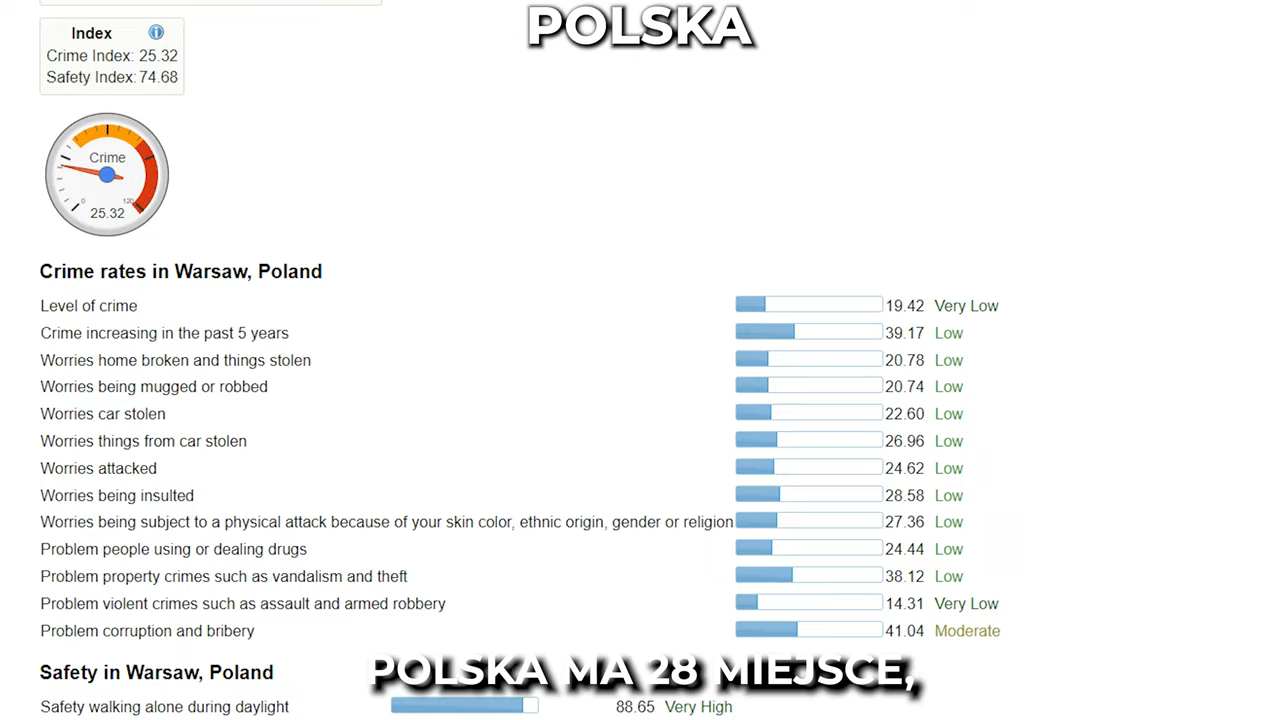 POLSKA
Index
Crime Index: 25.32
Safety Index: 74.68
Crime
0 120
25.32
Crime rates in Warsaw, Poland
Level of crime 19.42 Very Low
Crime increasing in the past 5 years 39.17 Low
Worries home broken and things stolen 20.78 Low
Worries being mugged or robbed 20.74 Low
Worries car stolen 22.60 Low
Worries things from car stolen 26.96 Low
Worries attacked 24.62 Low
Worries being insulted 28.58 Low
Worries being subject to a physical attack because of your skin color, ethnic origin, gender or religion 27.36 Low
Problem people using or dealing drugs 24.44 Low
Problem property crimes such as vandalism and theft 38.12 Low
Problem violent crimes such as assault and armed robbery 14.31 Very Low
Problem corruption and bribery 41.04 Moderate
Safety in Warsaw, Poland
POLSKA MA 28 MIEJSCE,
Safety walking alone during daylight 88.65 Very High